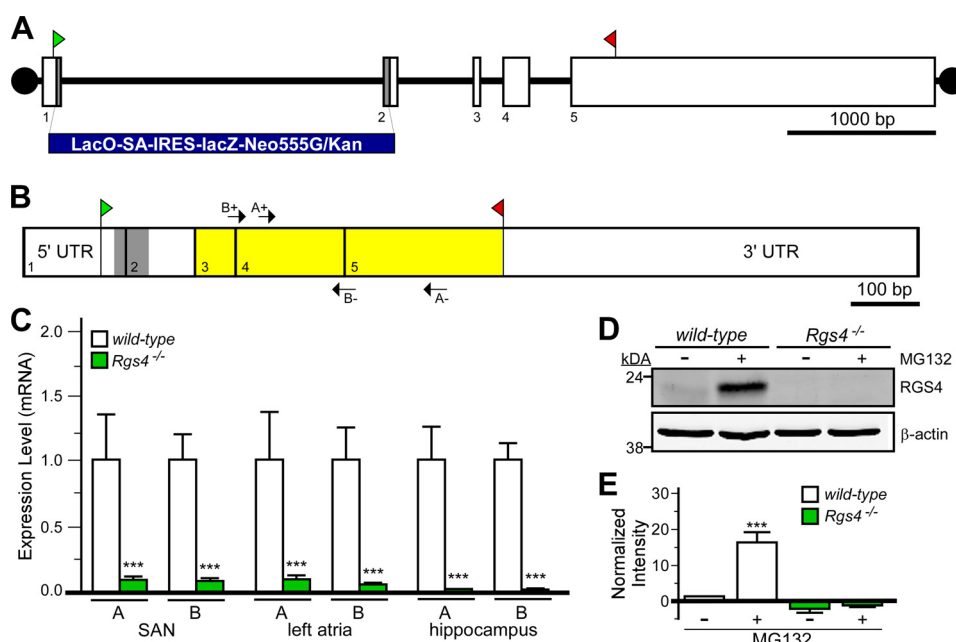 A
1
2
3
4
5
LacO-SA-IRES-lacZ-Neo555G/Kan
1000 bp
B
B+
A+
5' UTR
3' UTR
1
2
3
4
5
B-
A-
100 bp
C
wild-type
Rgs4 -/-
Expression Level (mRNA)
2.0
1.5
1.0
0.5
0.0
*** *** *** *** *** ***
A B A B A B
SAN left atria hippocampus
D
wild-type Rgs4 -/-
kDA - + - + MG132
24
RGS4
β-actin
38
E
wild-type
Rgs4 -/-
Normalized
Intensity
30
20
10
0
***
- + - +
MG132